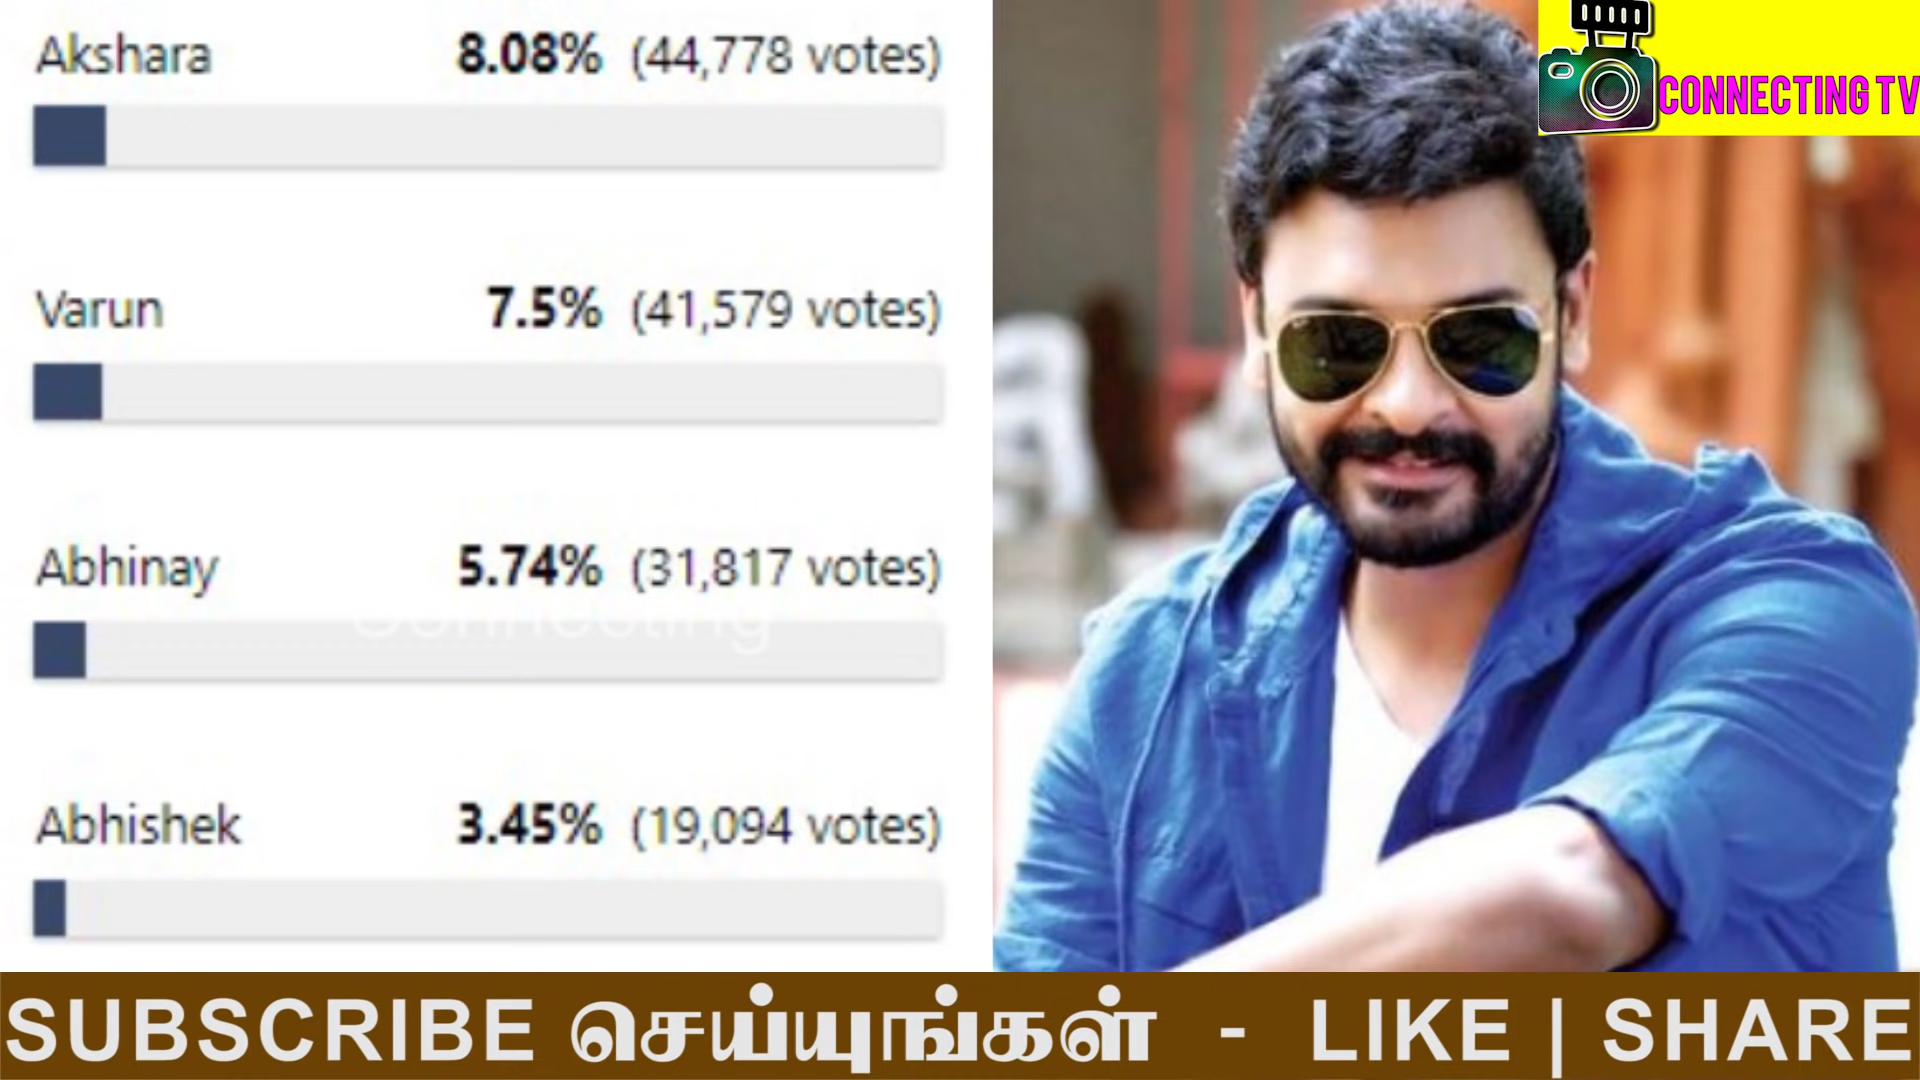 Akshara 8.08% (44,778 votes)
CONNECTING TV
Varun 7.5% (41,579 votes)
Abhinay 5.74% (31,817 votes)
Connecting
Abhishek 3.45% (19,094 votes)
SUBSCRIBE செய்யுங்கள் - LIKE | SHARE